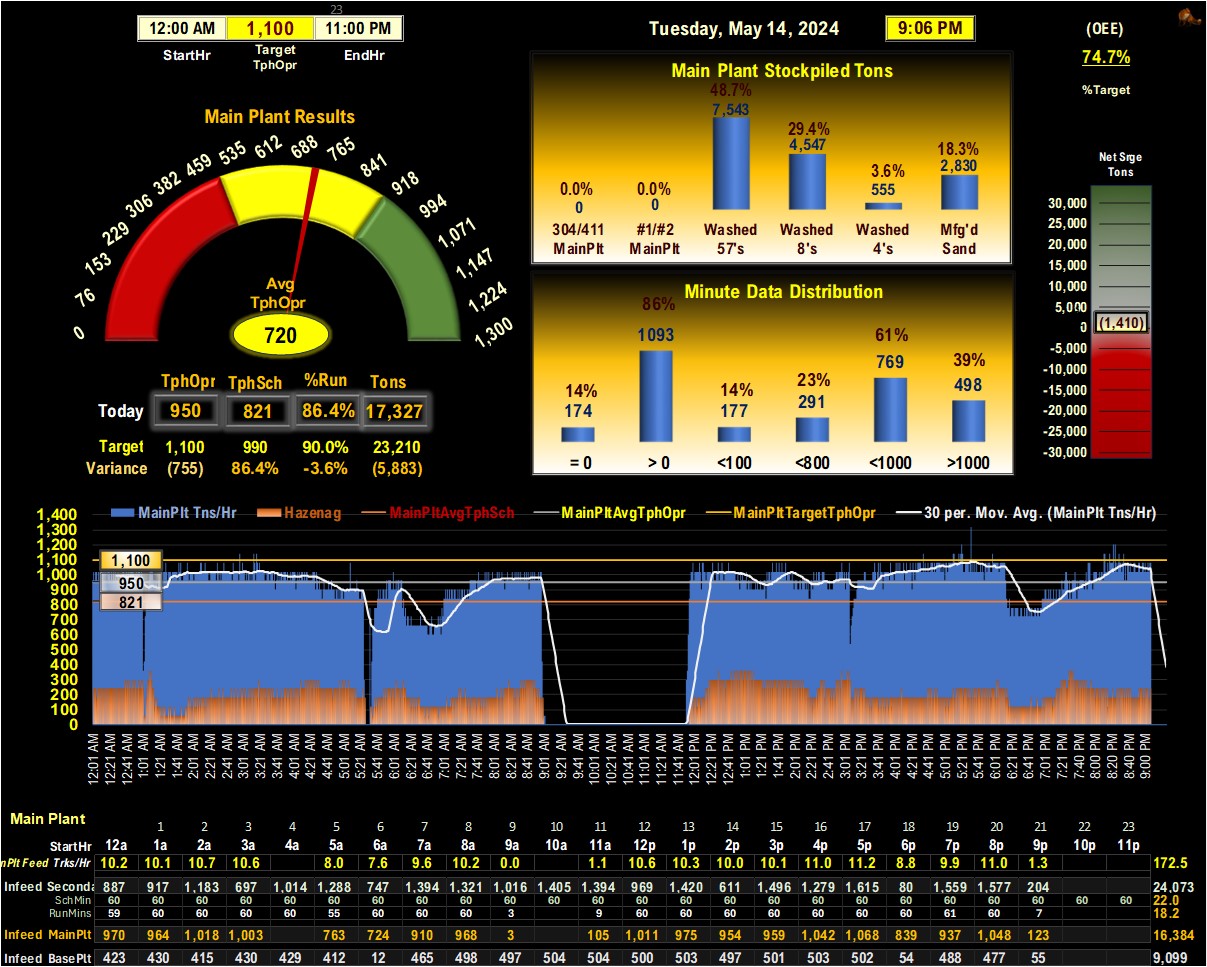 23
12:00 AM 1,100 11:00 PM
StartHr Target TphOpr EndHr
Tuesday, May 14, 2024 9:06 PM
(OEE)
74.7%
%Target
Main Plant Results
0 76 153 229 306 382 459 535 612 688 765 841 918 994 1,071 1,147 1,224 1,300
Avg
TphOpr
720
TphOpr TphSch %Run Tons
Today 950 821 86.4% 17,327
Target 1,100 990 90.0% 23,210
Variance (755) 86.4% -3.6% (5,883)
Main Plant Stockpiled Tons
0.0% 0.0% 48.7% 29.4% 3.6% 18.3%
0 0 7,543 4,547 555 2,830
304/411 #1/#2 Washed Washed Washed Mfg'd
MainPlt MainPlt 57's 8's 4's Sand
Minute Data Distribution
14% 86% 14% 23% 61% 39%
174 1093 177 291 769 498
= 0 > 0 <100 <800 <1000 >1000
Net Srge
Tons
30,000
25,000
20,000
15,000
10,000
5,000
0 (1,410)
-5,000
-10,000
-15,000
-20,000
-25,000
-30,000
MainPlt Tns/Hr Hazenag MainPltAvgTphSch MainPltAvgTphOpr MainPltTargetTphOpr 30 per. Mov. Avg. (MainPlt Tns/Hr)
1,400
1,300
1,200
1,100
1,000
900
800
700
600
500
400
300
200
100
0
1,100
950
821
12:01 AM 12:21 AM 12:41 AM 1:01 AM 1:21 AM 1:41 AM 2:01 AM 2:21 AM 2:41 AM 3:01 AM 3:21 AM 3:41 AM 4:01 AM 4:21 AM 4:41 AM 5:01 AM 5:21 AM 5:41 AM 6:01 AM 6:21 AM 6:41 AM 7:01 AM 7:21 AM 7:41 AM 8:01 AM 8:21 AM 8:41 AM 9:01 AM 9:21 AM 9:41 AM 10:01 AM 10:21 AM 10:41 AM 11:01 AM 11:21 AM 11:41 AM 12:01 PM 12:21 PM 12:41 PM 1:01 PM 1:21 PM 1:41 PM 2:01 PM 2:21 PM 2:41 PM 3:01 PM 3:21 PM 3:41 PM 4:01 PM 4:21 PM 4:41 PM 5:01 PM 5:21 PM 5:41 PM 6:01 PM 6:21 PM 6:41 PM 7:01 PM 7:21 PM 7:40 PM 8:00 PM 8:20 PM 8:40 PM 9:00 PM
Main Plant
1 2 3 4 5 6 7 8 9 10 11 12 13 14 15 16 17 18 19 20 21 22 23
StartHr 12a 1a 2a 3a 4a 5a 6a 7a 8a 9a 10a 11a 12p 1p 2p 3p 4p 5p 6p 7p 8p 9p 10p 11p
nPlt Feed Trks/Hr 10.2 10.1 10.7 10.6 8.0 7.6 9.6 10.2 0.0 1.1 10.6 10.3 10.0 10.1 11.0 11.2 8.8 9.9 11.0 1.3 172.5
Infeed Seconda 887 917 1,183 697 1,014 1,288 747 1,394 1,321 1,016 1,405 1,394 969 1,420 611 1,496 1,279 1,615 80 1,559 1,577 204 24,073
SchMin 60 60 60 60 60 60 60 60 60 60 60 60 60 60 60 60 60 60 60 60 60 60 60 60 22.0
RunMins 59 60 60 60 55 60 60 60 3 9 60 60 60 60 60 60 60 61 60 7 18.2
Infeed MainPlt 970 964 1,018 1,003 763 724 910 968 3 105 1,011 975 954 959 1,042 1,068 839 937 1,048 123 16,384
Infeed BasePlt 423 430 415 430 429 412 12 465 498 497 504 504 500 503 497 501 503 502 54 488 477 55 9,099